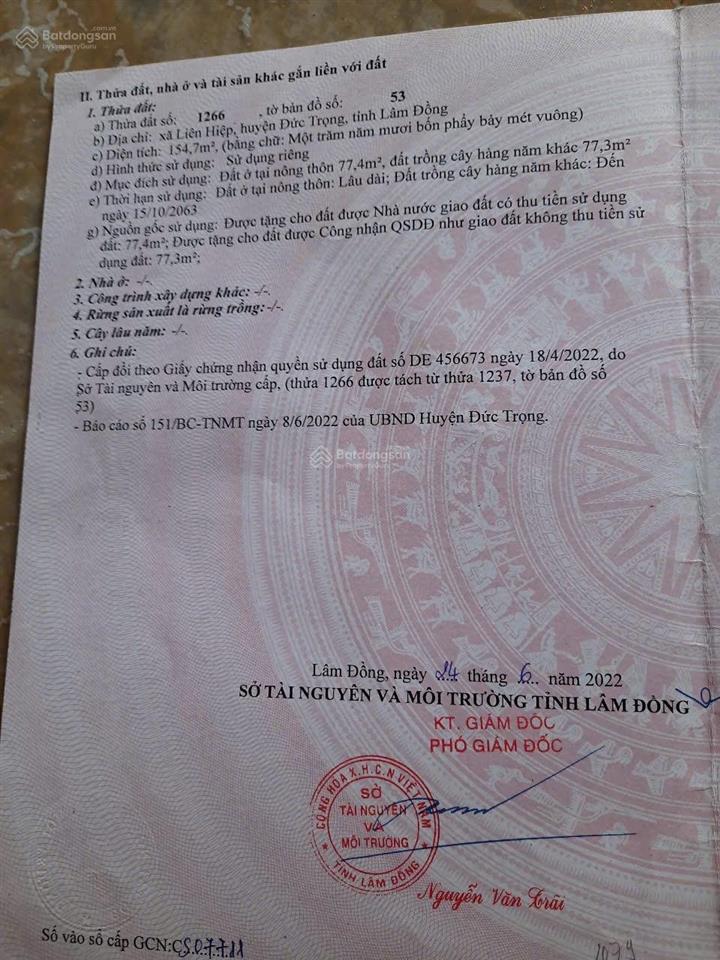 Batdongsan
by PropertyGuru
II. Thửa đất, nhà ở và tài sản khác gắn liền với đất
1. Thửa đất:
a) Thửa đất số: 1266 , tờ bản đồ số: 53
b) Địa chỉ: xã Liên Hiệp, huyện Đức Trọng, tỉnh Lâm Đồng
c) Diện tích: 154,7m², (bằng chữ: Một trăm năm mươi bốn phẩy bảy mét vuông)
d) Hình thức sử dụng: Sử dụng riêng
đ) Mục đích sử dụng: Đất ở tại nông thôn 77,4m², đất trồng cây hàng năm khác 77,3m²
e) Thời hạn sử dụng: Đất ở tại nông thôn: Lâu dài; Đất trồng cây hàng năm khác: Đến
ngày 15/10/2063
g) Nguồn gốc sử dụng: Được tặng cho đất được Nhà nước giao đất có thu tiền sử dụng
đất: 77,4m²; Được tặng cho đất được Công nhận QSDĐ như giao đất không thu tiền sử
dụng đất: 77,3m²;
2. Nhà ở: -/-.
3. Công trình xây dựng khác: -/-.
4. Rừng sản xuất là rừng trồng: -/-.
5. Cây lâu năm: -/-.
6. Ghi chú:
- Cấp đổi theo Giấy chứng nhận quyền sử dụng đất số DE 456673 ngày 18/4/2022, do
Sở Tài nguyên và Môi trường cấp, (thửa 1266 được tách từ thửa 1237, tờ bản đồ số
53)
- Báo cáo số 151/BC-TNMT ngày 8/6/2022 của UBND Huyện Đức Trọng.
Batdongsan
by PropertyGuru
Lâm Đồng, ngày 24 tháng 6.. năm 2022
SỞ TÀI NGUYÊN VÀ MÔI TRƯỜNG TỈNH LÂM ĐỒNG
KT. GIÁM ĐỐC
PHÓ GIÁM ĐỐC
CỘNG HÒA X.H.C.N VIỆT NAM
SỞ
TÀI NGUYÊN
VÀ
MÔI TRƯỜNG
TỈNH LÂM ĐỒNG
Nguyễn Văn Trãi
Số vào sổ cấp GCN:CS07711
Batdongsan
by PropertyGuru